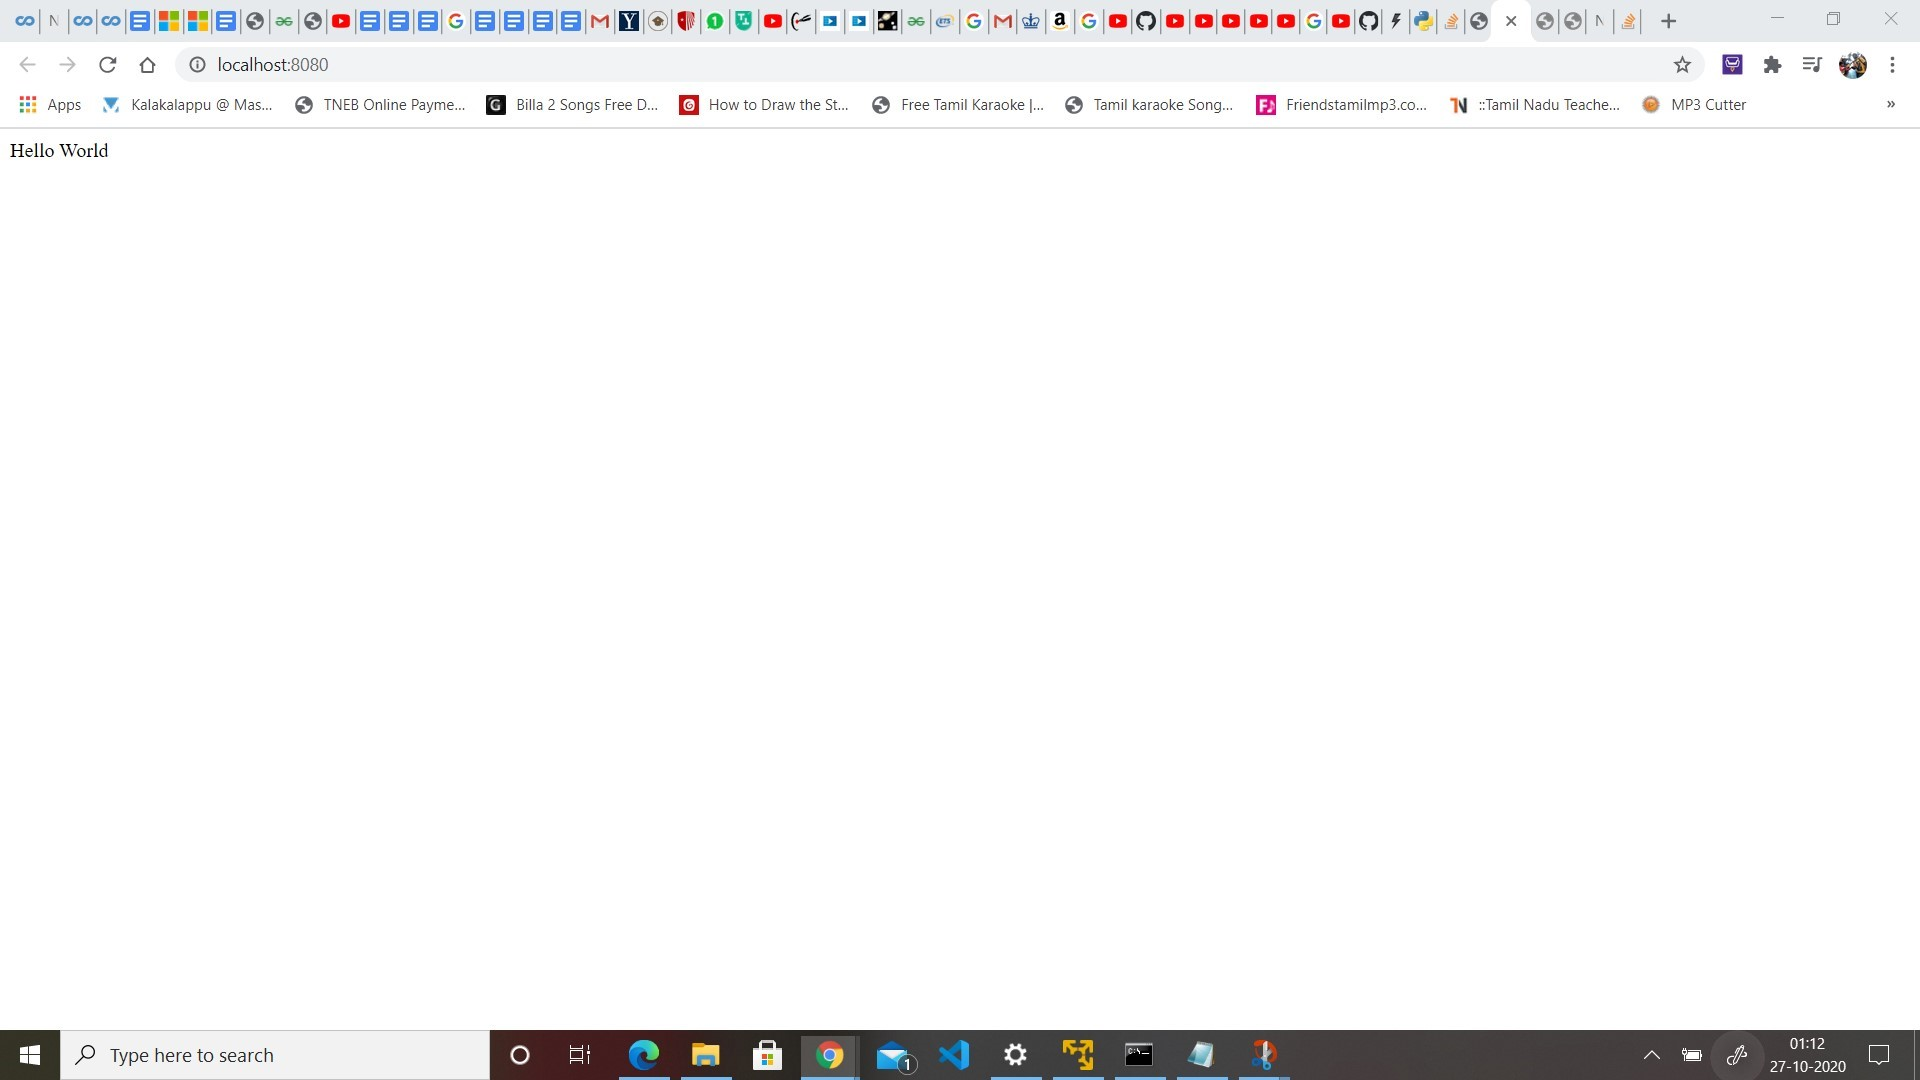 localhost:8080
Apps
Kalakalappu @ Mas...
TNEB Online Payme...
Billa 2 Songs Free D...
How to Draw the St...
Free Tamil Karaoke |...
Tamil karaoke Song...
Friendstamilmp3.co...
::Tamil Nadu Teache...
MP3 Cutter
»
Hello World
Type here to search
1
01:12
27-10-2020